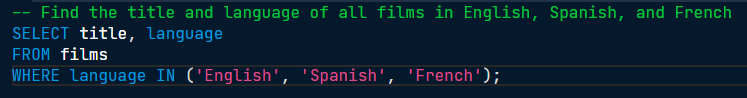 -- Find the title and language of all films in English, Spanish, and French
SELECT title, language
FROM films
WHERE language IN ('English', 'Spanish', 'French');